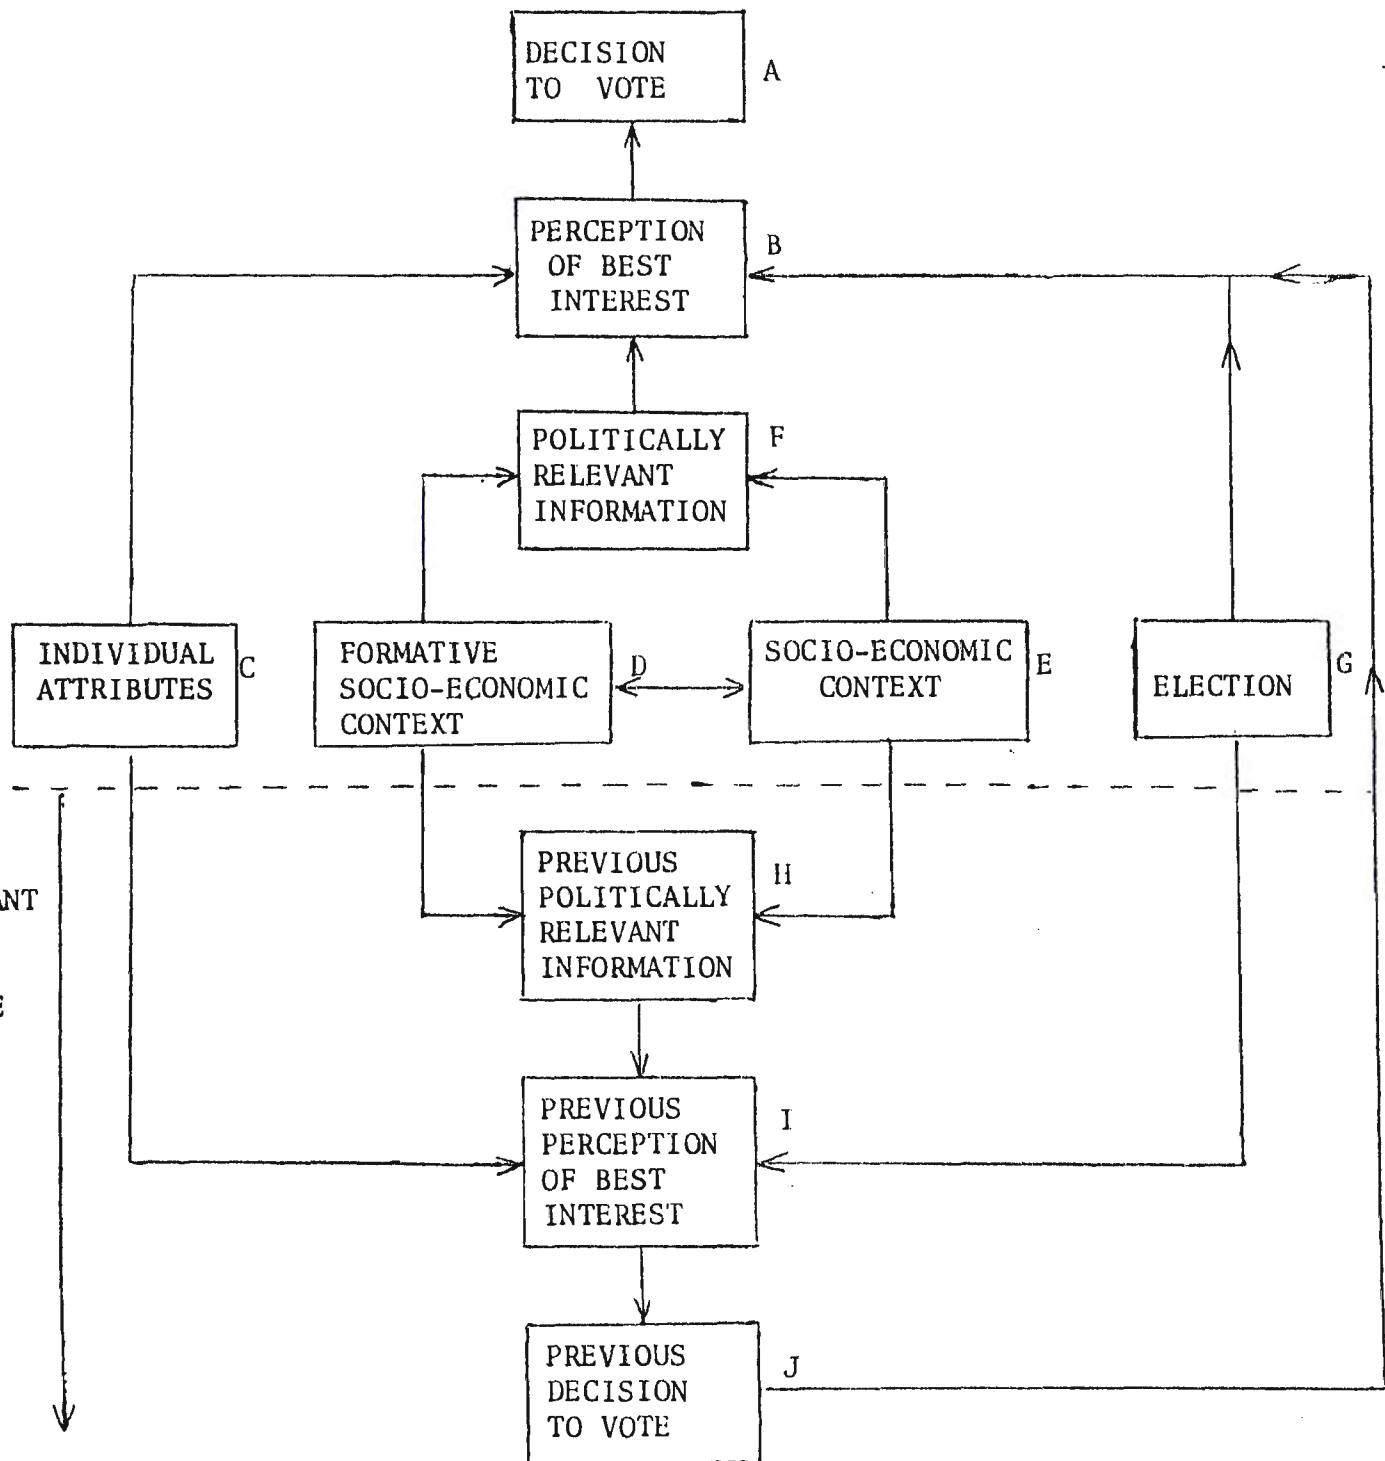 DECISION
TO VOTE
A
PERCEPTION
OF BEST
INTEREST
B
POLITICALLY
RELEVANT
INFORMATION
F
INDIVIDUAL
ATTRIBUTES
C
FORMATIVE
SOCIO-ECONOMIC
CONTEXT
D
SOCIO-ECONOMIC
CONTEXT
E
ELECTION
G
PREVIOUS
POLITICALLY
RELEVANT
INFORMATION
H
ANT
E
PREVIOUS
PERCEPTION
OF BEST
INTEREST
I
PREVIOUS
DECISION
TO VOTE
J